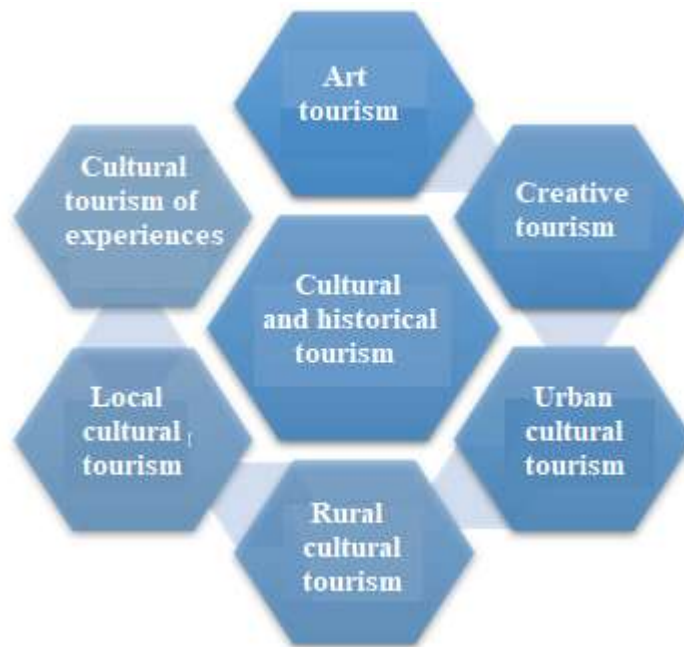 Art
tourism
Creative
tourism
Urban
cultural
tourism
Rural
cultural
tourism
Local
cultural
tourism
Cultural
tourism of
experiences
Cultural
and historical
tourism